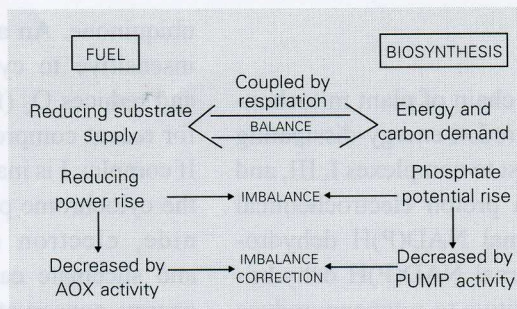 FUEL
BIOSYNTHESIS
Coupled by
respiration
Reducing substrate
supply
BALANCE
Energy and
carbon demand
Reducing
power rise
IMBALANCE
Phosphate
potential rise
Decreased by
AOX activity
IMBALANCE
CORRECTION
Decreased by
PUMP activity